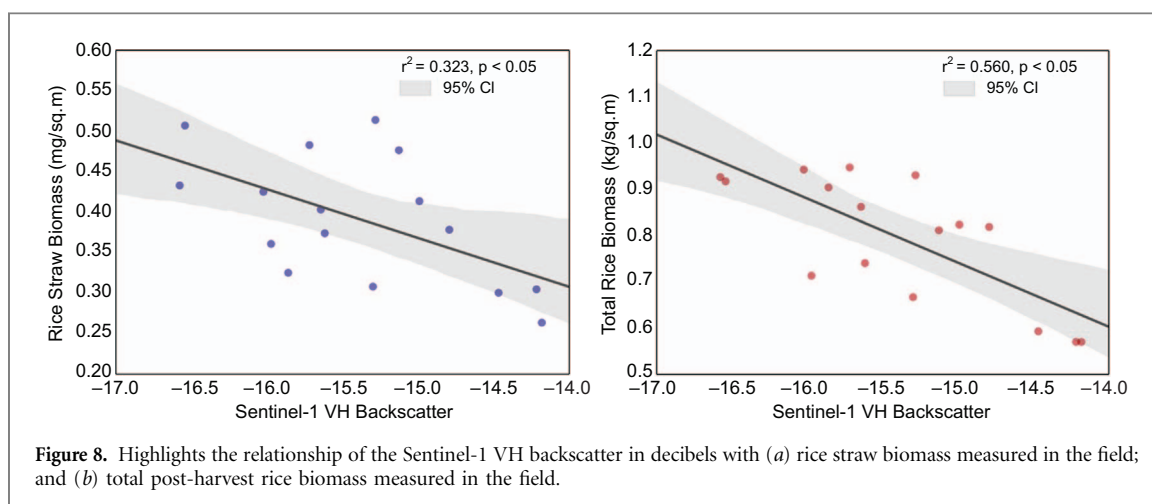 0.60
0.55
0.50
0.45
0.40
0.35
0.30
0.25
0.20
Rice Straw Biomass (mg/sq.m)
r² = 0.323, p < 0.05
95% CI
–17.0 –16.5 –16.0 –15.5 –15.0 –14.5 –14.0
Sentinel-1 VH Backscatter
1.2
1.1
1.0
0.9
0.8
0.7
0.6
0.5
Total Rice Biomass (kg/sq.m)
r² = 0.560, p < 0.05
95% CI
–17.0 –16.5 –16.0 –15.5 –15.0 –14.5 –14.0
Sentinel-1 VH Backscatter
Figure 8. Highlights the relationship of the Sentinel-1 VH backscatter in decibels with (a) rice straw biomass measured in the field;
and (b) total post-harvest rice biomass measured in the field.